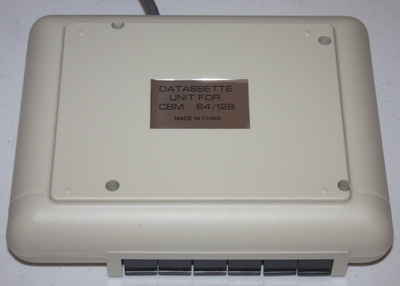 DATASSETTE
UNIT FOR
CBM 64/128
MADE IN CHINA